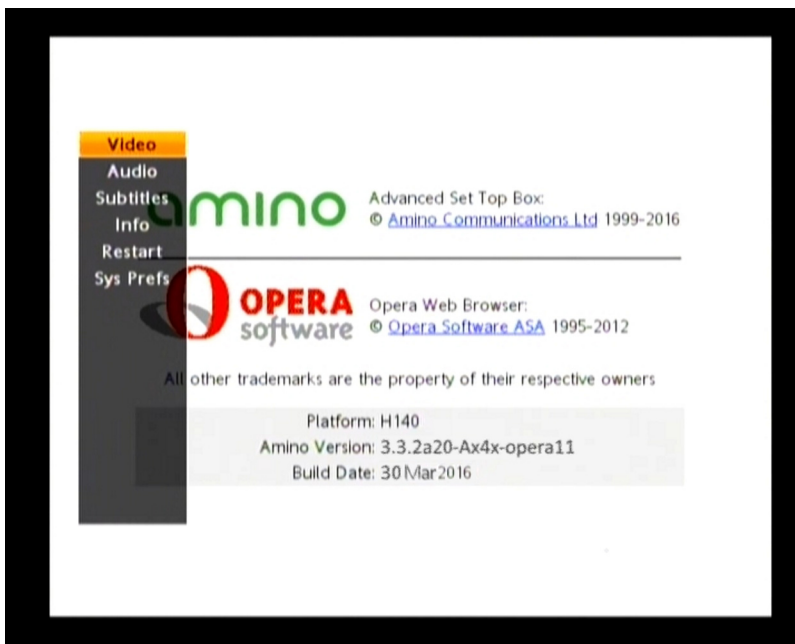 Video
Audio
Subtitles
Info
Restart
Sys Prefs
amino
Advanced Set Top Box:
© Amino Communications Ltd 1999-2016
OPERA
software
Opera Web Browser:
© Opera Software ASA 1995-2012
All other trademarks are the property of their respective owners
Platform: H140
Amino Version: 3.3.2a20-Ax4x-opera11
Build Date: 30 Mar 2016